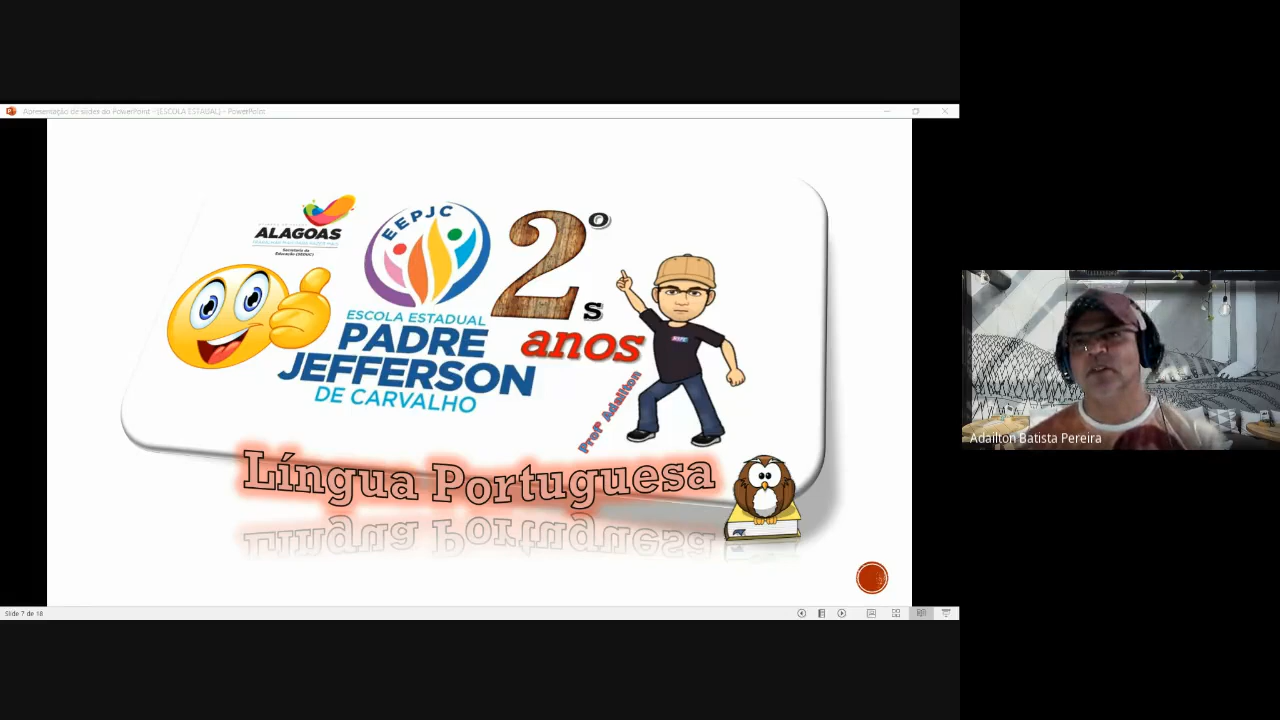 Apresentação de slides do PowerPoint - [ESCOLA ESTADAL] - PowerPoint
ALAGOAS
Secretaria da
Educação (SEDUC)
EEPJC
2º
s
anos
ESCOLA ESTADUAL
PADRE
JEFFERSON
DE CARVALHO
Profº Adailton
Língua Portuguesa
Adailton Batista Pereira
Slide 7 de 18